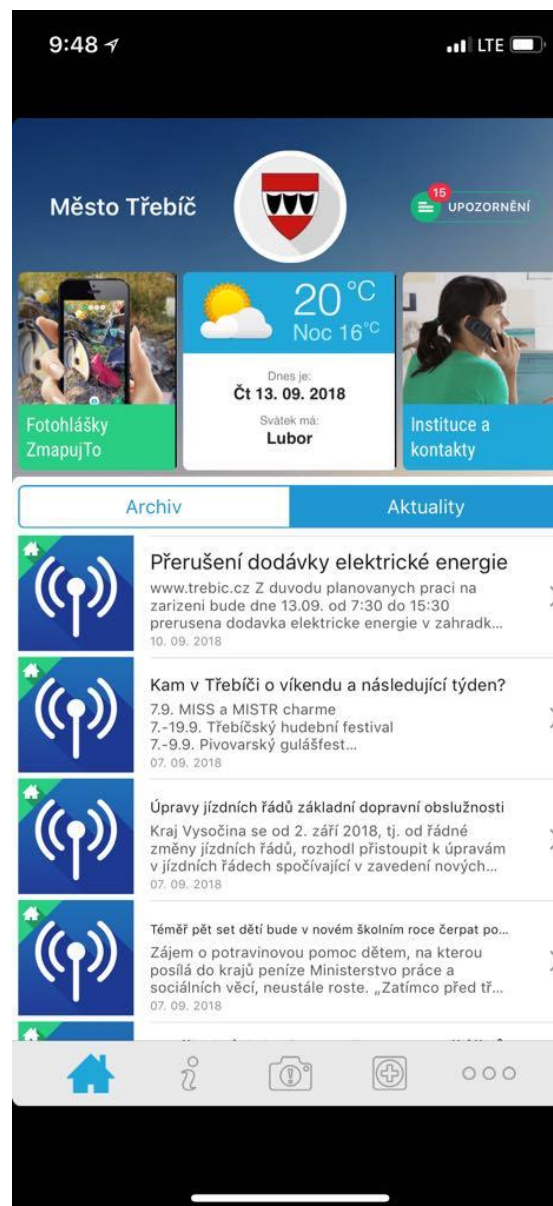 9:48
LTE
Město Třebíč
15
UPOZORNĚNÍ
20°C
Noc 16°C
Dnes je:
Čt 13. 09. 2018
Svátek má:
Lubor
Fotohlášky
ZmapujTo
Instituce a
kontakty
Archiv
Aktuality
Přerušení dodávky elektrické energie
www.trebic.cz Z duvodu planovanych praci na
zarizeni bude dne 13.09. od 7:30 do 15:30
prerusena dodavka elektricke energie v zahradk...
10. 09. 2018
Kam v Třebíči o víkendu a následující týden?
7.9. MISS a MISTR charme
7.-19.9. Třebíčský hudební festival
7.-9.9. Pivovarský gulášfest...
07. 09. 2018
Úpravy jízdních řádů základní dopravní obslužnosti
Kraj Vysočina se od 2. září 2018, tj. od řádné
změny jízdních řádů, rozhodl přistoupit k úpravám
v jízdních řádech spočívající v zavedení nových...
07. 09. 2018
Téměř pět set dětí bude v novém školním roce čerpat po...
Zájem o potravinovou pomoc dětem, na kterou
posílá do krajů peníze Ministerstvo práce a
sociálních věcí, neustále roste. „Zatímco před tř...
07. 09. 2018